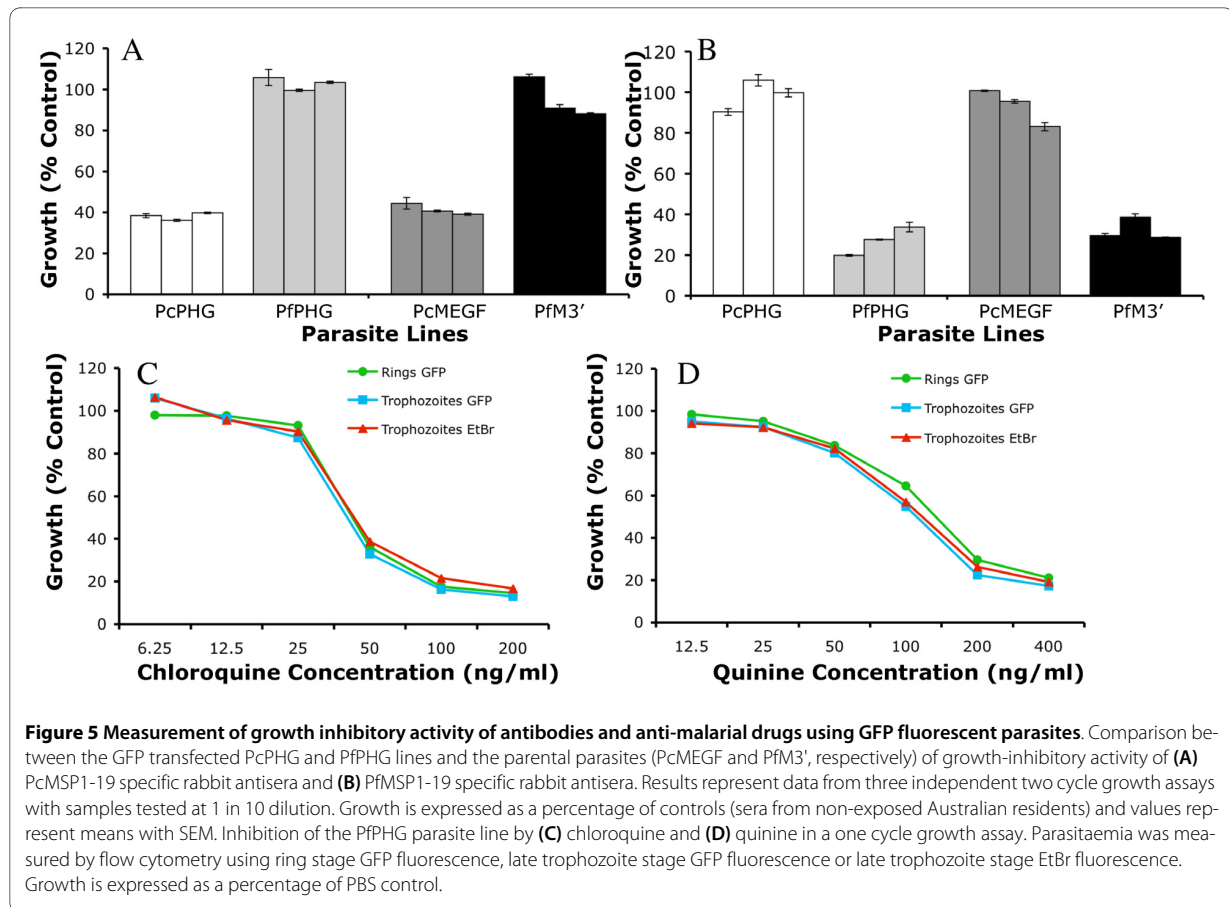 A
Growth (% Control)
120
100
80
60
40
20
0
PcPHG PfPHG PcMEGF PfM3'
Parasite Lines
B
Growth (% Control)
120
100
80
60
40
20
0
PcPHG PfPHG PcMEGF PfM3'
Parasite Lines
C
Growth (% Control)
120
100
80
60
40
20
0
Rings GFP
Trophozoites GFP
Trophozoites EtBr
6.25 12.5 25 50 100 200
Chloroquine Concentration (ng/ml)
D
Growth (% Control)
120
100
80
60
40
20
0
Rings GFP
Trophozoites GFP
Trophozoites EtBr
12.5 25 50 100 200 400
Quinine Concentration (ng/ml)
Figure 5 Measurement of growth inhibitory activity of antibodies and anti-malarial drugs using GFP fluorescent parasites. Comparison be-
tween the GFP transfected PcPHG and PfPHG lines and the parental parasites (PcMEGF and PfM3', respectively) of growth-inhibitory activity of (A)
PcMSP1-19 specific rabbit antisera and (B) PfMSP1-19 specific rabbit antisera. Results represent data from three independent two cycle growth assays
with samples tested at 1 in 10 dilution. Growth is expressed as a percentage of controls (sera from non-exposed Australian residents) and values rep-
resent means with SEM. Inhibition of the PfPHG parasite line by (C) chloroquine and (D) quinine in a one cycle growth assay. Parasitaemia was mea-
sured by flow cytometry using ring stage GFP fluorescence, late trophozoite stage GFP fluorescence or late trophozoite stage EtBr fluorescence.
Growth is expressed as a percentage of PBS control.